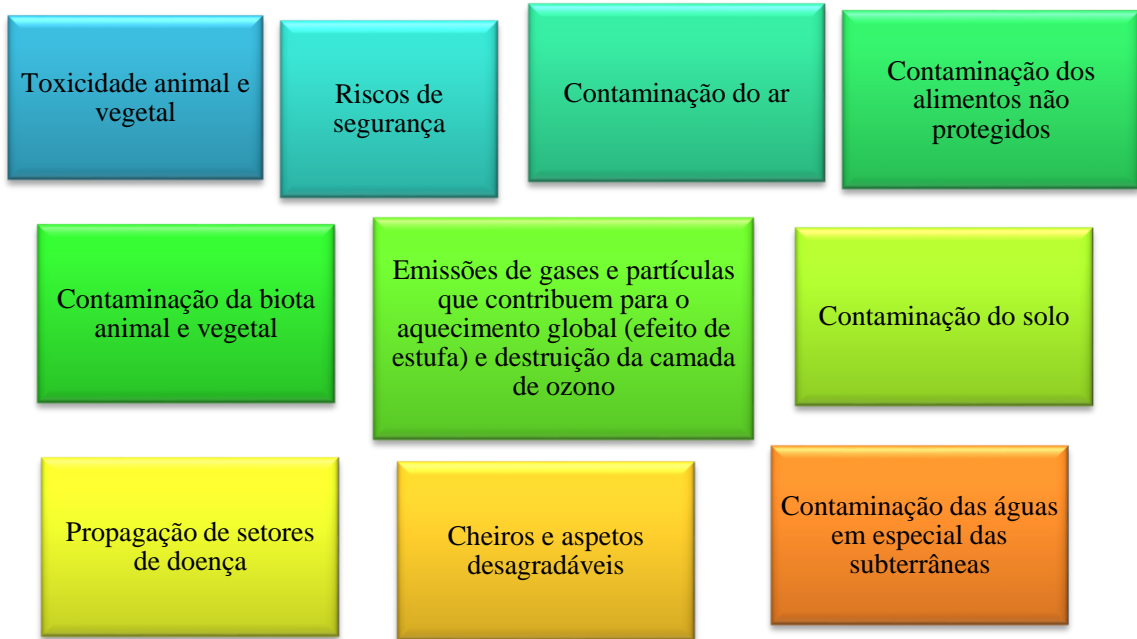 Toxicidade animal e
vegetal
Riscos de
segurança
Contaminação do ar
Contaminação dos
alimentos não
protegidos
Contaminação da biota
animal e vegetal
Emissões de gases e partículas
que contribuem para o
aquecimento global (efeito de
estufa) e destruição da camada
de ozono
Contaminação do solo
Propagação de setores
de doença
Cheiros e aspetos
desagradáveis
Contaminação das águas
em especial das
subterrâneas